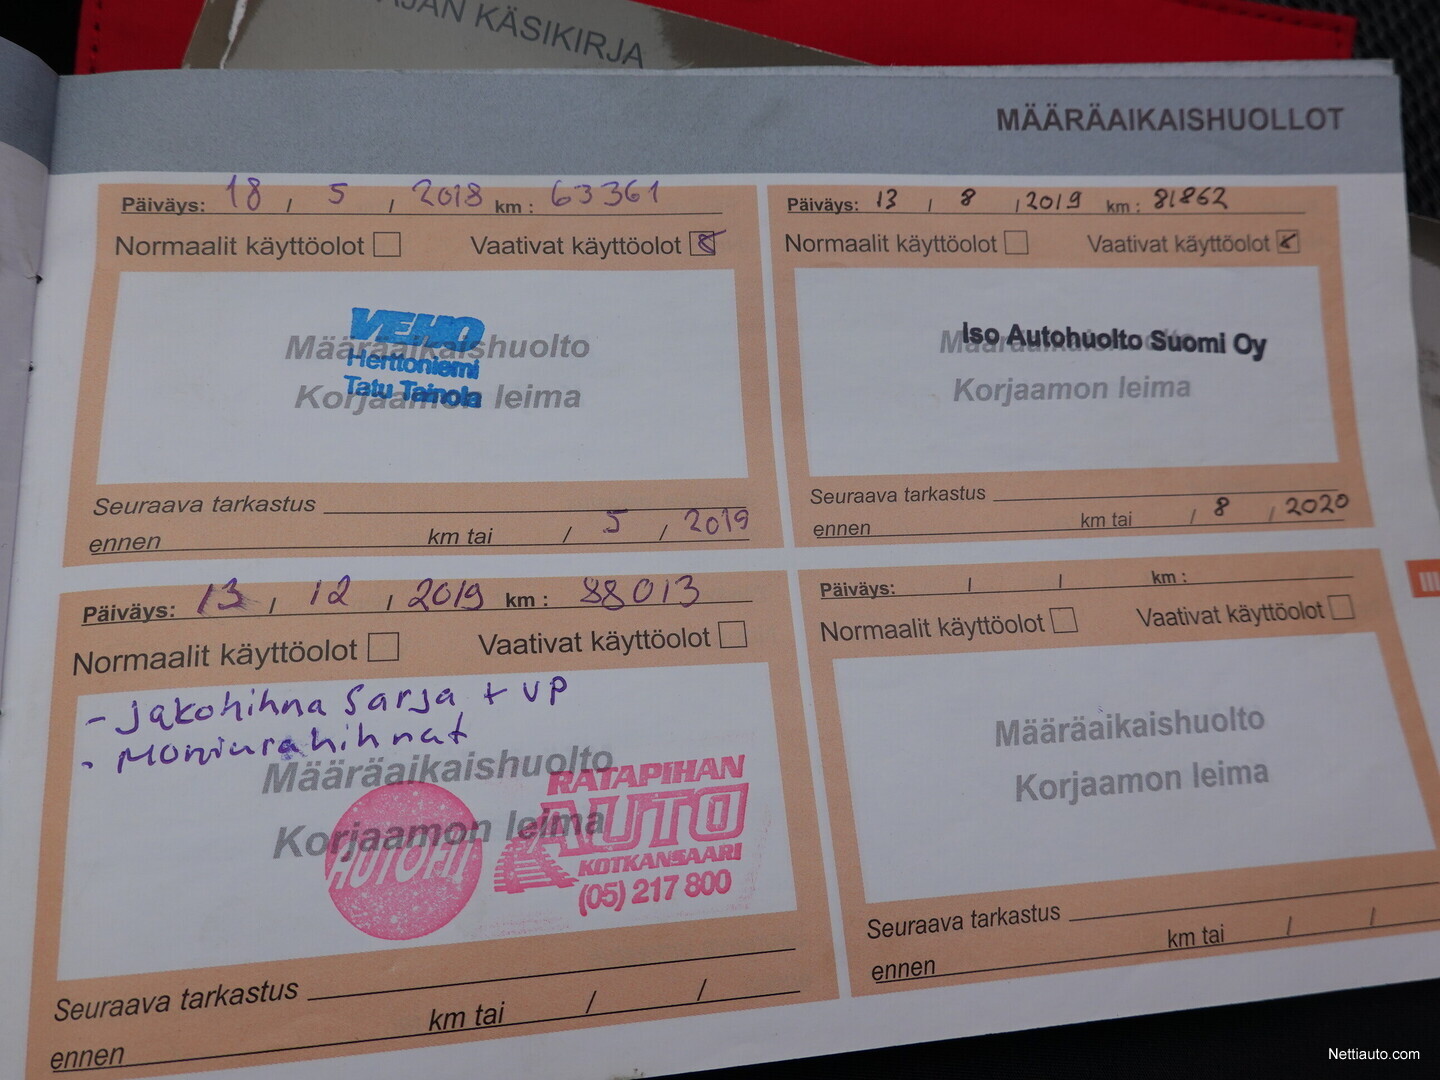 AJAN KÄSIKIRJA
MÄÄRÄAIKAISHUOLLOT
Päiväys: 18 / 5 / 2018 km : 63361
Normaalit käyttöolot Vaativat käyttöolot
Määräaikaishuolto
Korjaamon leima
VEHO
Herttoniemi
Tatu Tainola
Seuraava tarkastus
ennen km tai / 5 / 2019
Päiväys: 13 / 8 / 2019 km : 81862
Normaalit käyttöolot Vaativat käyttöolot
Määräaikaishuolto
Iso Autohuolto Suomi Oy
Korjaamon leima
Seuraava tarkastus
ennen km tai / 8 / 2020
Päiväys: 13 / 12 / 2019 km : 88013
Normaalit käyttöolot Vaativat käyttöolot
- Jakohihna Sarja + VP
- Moniurahihnat
Määräaikaishuolto
Korjaamon leima
AUTOFIT
RATAPIHAN
AUTO
KOTKANSAARI
(05) 217 800
Seuraava tarkastus
ennen km tai / /
Päiväys: / / km :
Normaalit käyttöolot Vaativat käyttöolot
Määräaikaishuolto
Korjaamon leima
Seuraava tarkastus
ennen km tai / /
III
Nettiauto.com